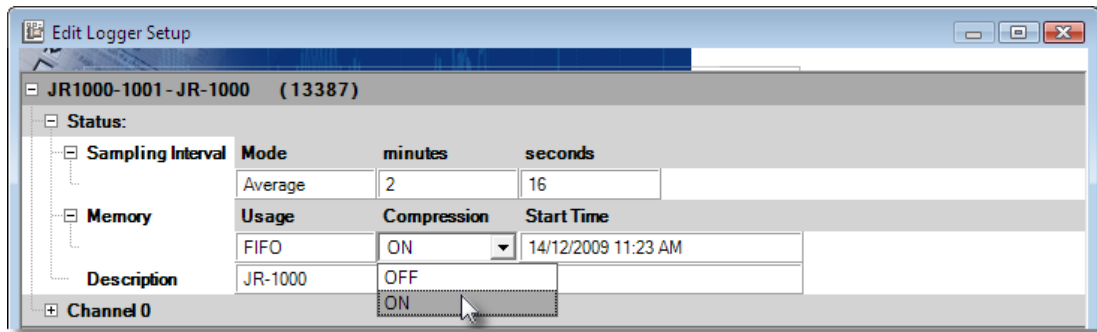 Edit Logger Setup
JR1000-1001 - JR-1000 (13387)
Status:
Sampling Interval Mode minutes seconds
Average 2 16
Memory Usage Compression Start Time
FIFO ON 14/12/2009 11:23 AM
Description JR-1000 OFF
ON
Channel 0